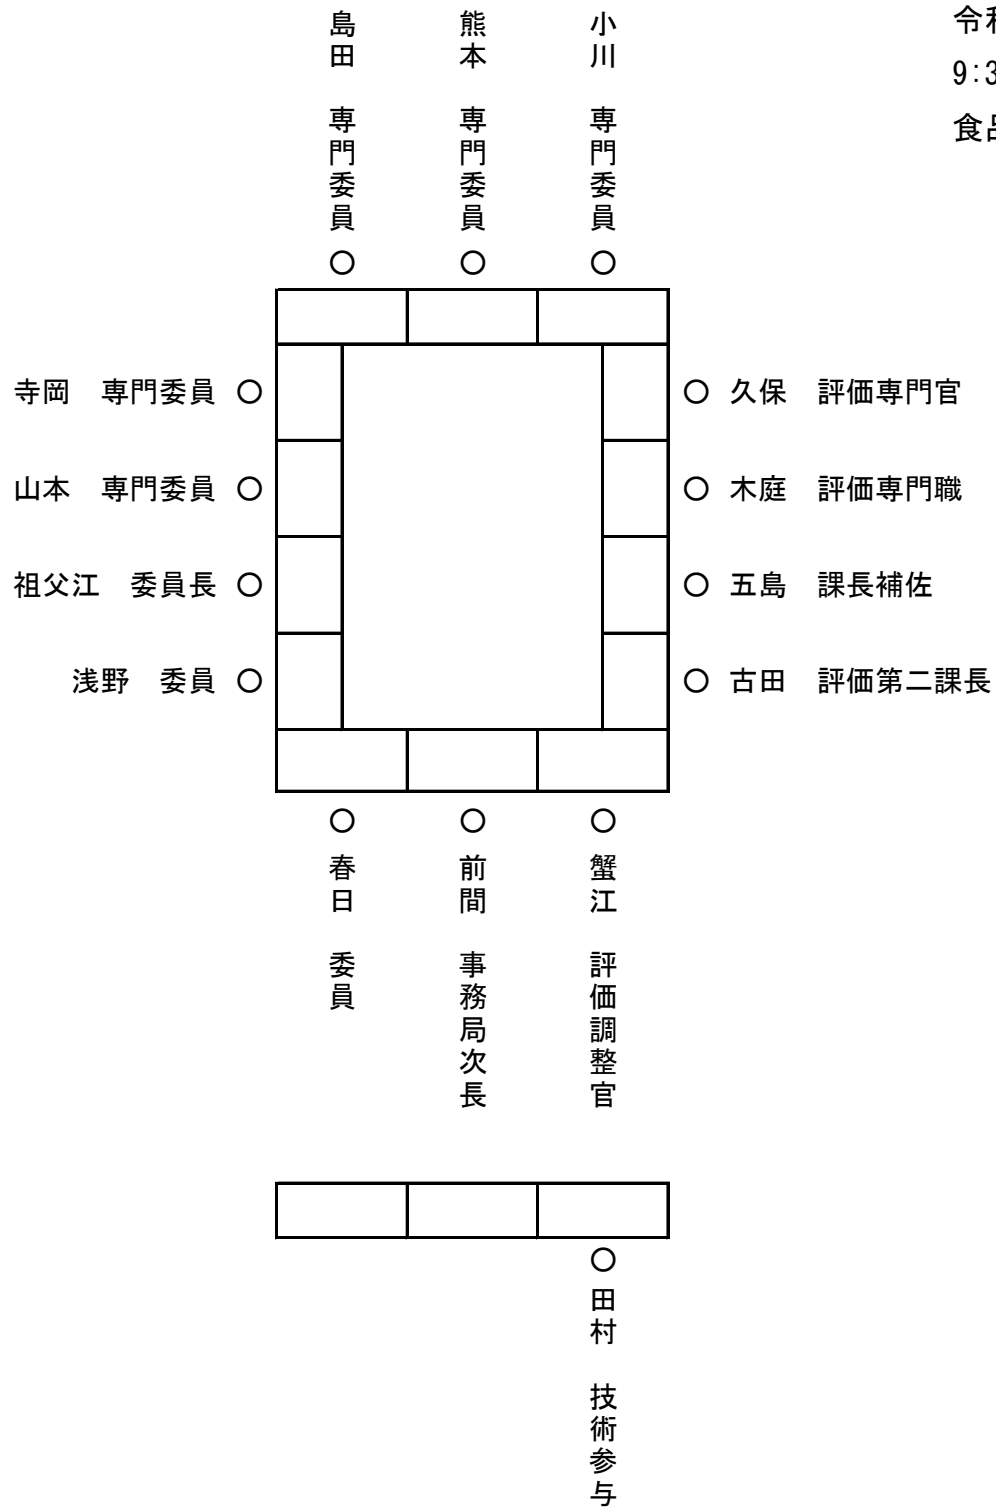 令和
9:3
食品
島田 専門委員
熊本 専門委員
小川 専門委員
寺岡 専門委員
山本 専門委員
祖父江 委員長
浅野 委員
久保 評価専門官
木庭 評価専門職
五島 課長補佐
古田 評価第二課長
春日 委員
前間 事務局次長
蟹江 評価調整官
田村 技術参与